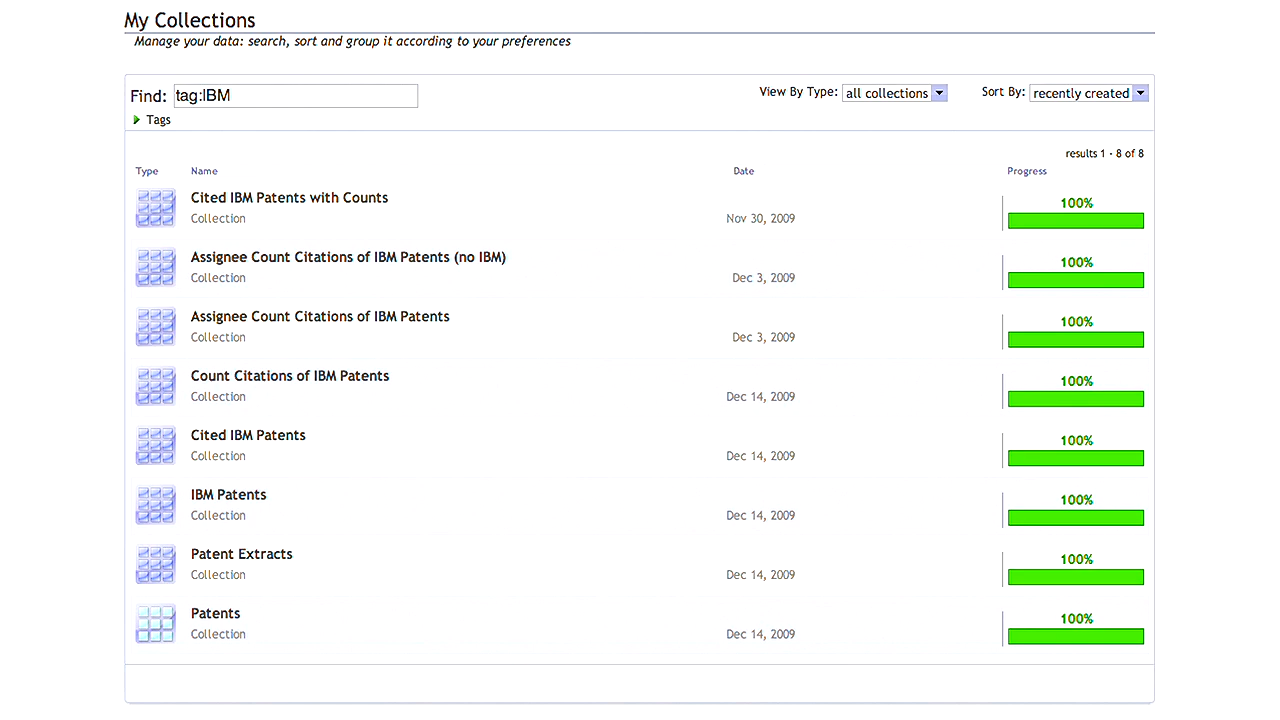 My Collections
Manage your data: search, sort and group it according to your preferences
Find: tag:IBM View By Type: all collections Sort By: recently created
Tags
results 1 - 8 of 8
Type Name Date Progress
Cited IBM Patents with Counts 100%
Collection Nov 30, 2009
Assignee Count Citations of IBM Patents (no IBM) 100%
Collection Dec 3, 2009
Assignee Count Citations of IBM Patents 100%
Collection Dec 3, 2009
Count Citations of IBM Patents 100%
Collection Dec 14, 2009
Cited IBM Patents 100%
Collection Dec 14, 2009
IBM Patents 100%
Collection Dec 14, 2009
Patent Extracts 100%
Collection Dec 14, 2009
Patents 100%
Collection Dec 14, 2009